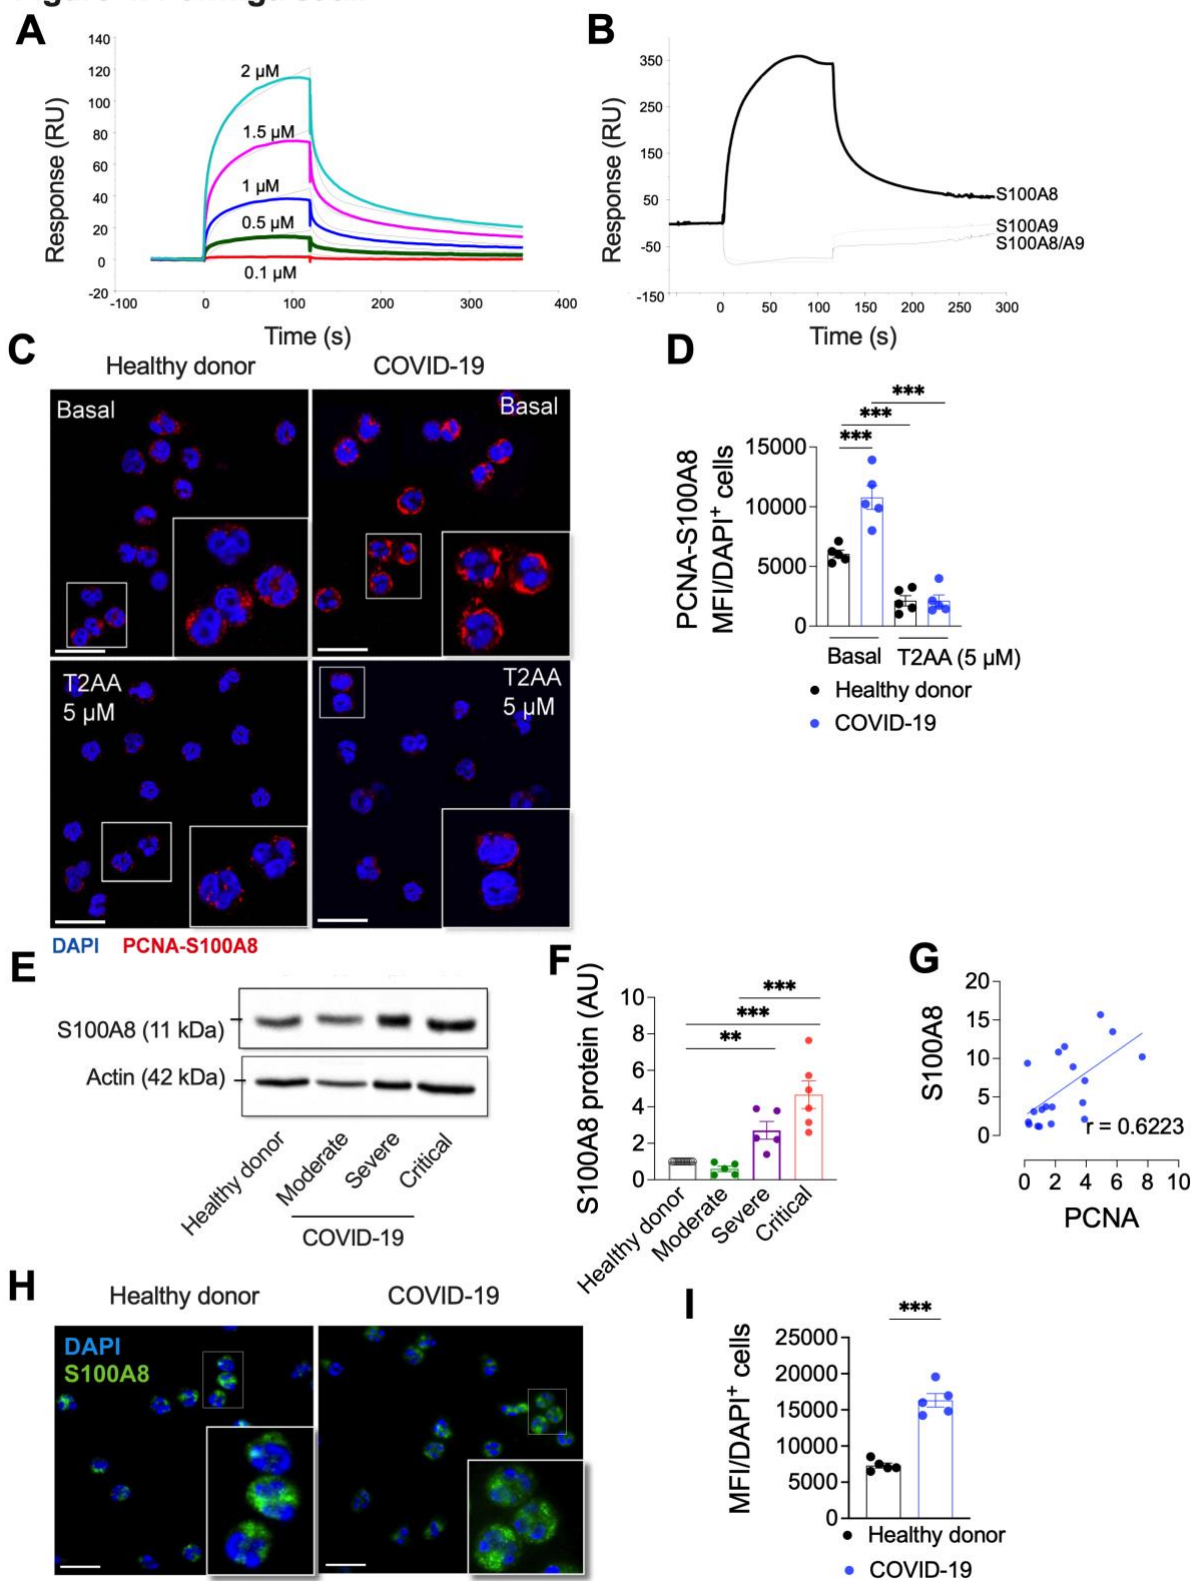 A
Response (RU)
140
120
100
80
60
40
20
0
-20
2 µM
1.5 µM
1 µM
0.5 µM
0.1 µM
-100
0
100
200
300
400
Time (s)
B
Response (RU)
350
250
150
50
-50
-150
S100A8
S100A9
S100A8/A9
0
50
100
150
200
250
300
Time (s)
C
Healthy donor
COVID-19
Basal
Basal
T2AA
5 µM
T2AA
5 µM
DAPI PCNA-S100A8
D
PCNA-S100A8
MFI/DAPI+ cells
***
***
***
15000
10000
5000
0
Basal
T2AA (5 µM)
Healthy donor
COVID-19
E
S100A8 (11 kDa)
Actin (42 kDa)
Healthy donor
Moderate
Severe
Critical
COVID-19
F
S100A8 protein (AU)
***
***
**
10
8
6
4
2
0
Healthy donor
Moderate
Severe
Critical
G
S100A8
20
15
10
5
0
r = 0.6223
0 2 4 6 8 10
PCNA
H
Healthy donor
COVID-19
DAPI
S100A8
I
MFI/DAPI+ cells
***
25000
20000
15000
10000
5000
0
Healthy donor
COVID-19